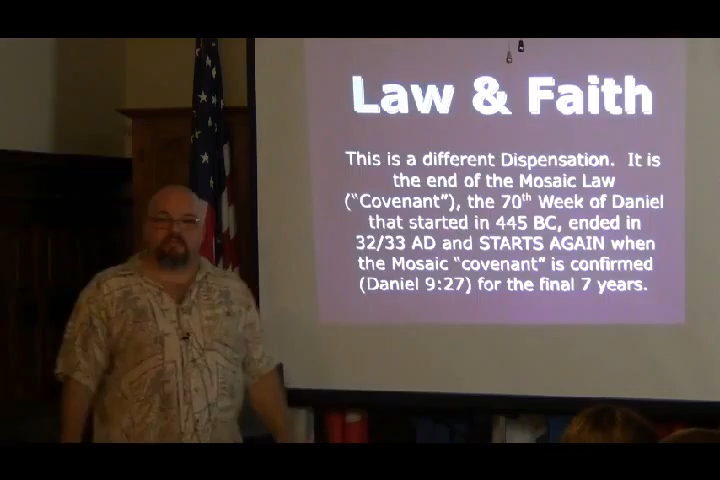 Law & Faith
This is a different Dispensation. It is
the end of the Mosaic Law
("Covenant"), the 70th Week of Daniel
that started in 445 BC, ended in
32/33 AD and STARTS AGAIN when
the Mosaic "covenant" is confirmed
(Daniel 9:27) for the final 7 years.